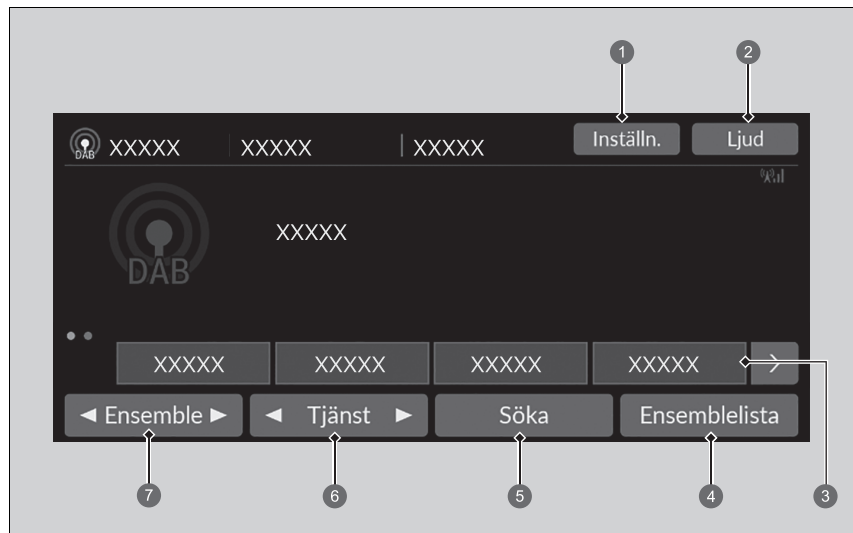 1 2
DAB XXXXX XXXXX XXXXX Inställn. Ljud
DAB XXXXX
XXXXX XXXXX XXXXX XXXXX
◄ Ensemble ► ◄ Tjänst ► Söka Ensemblelista
7 6 5 4 3